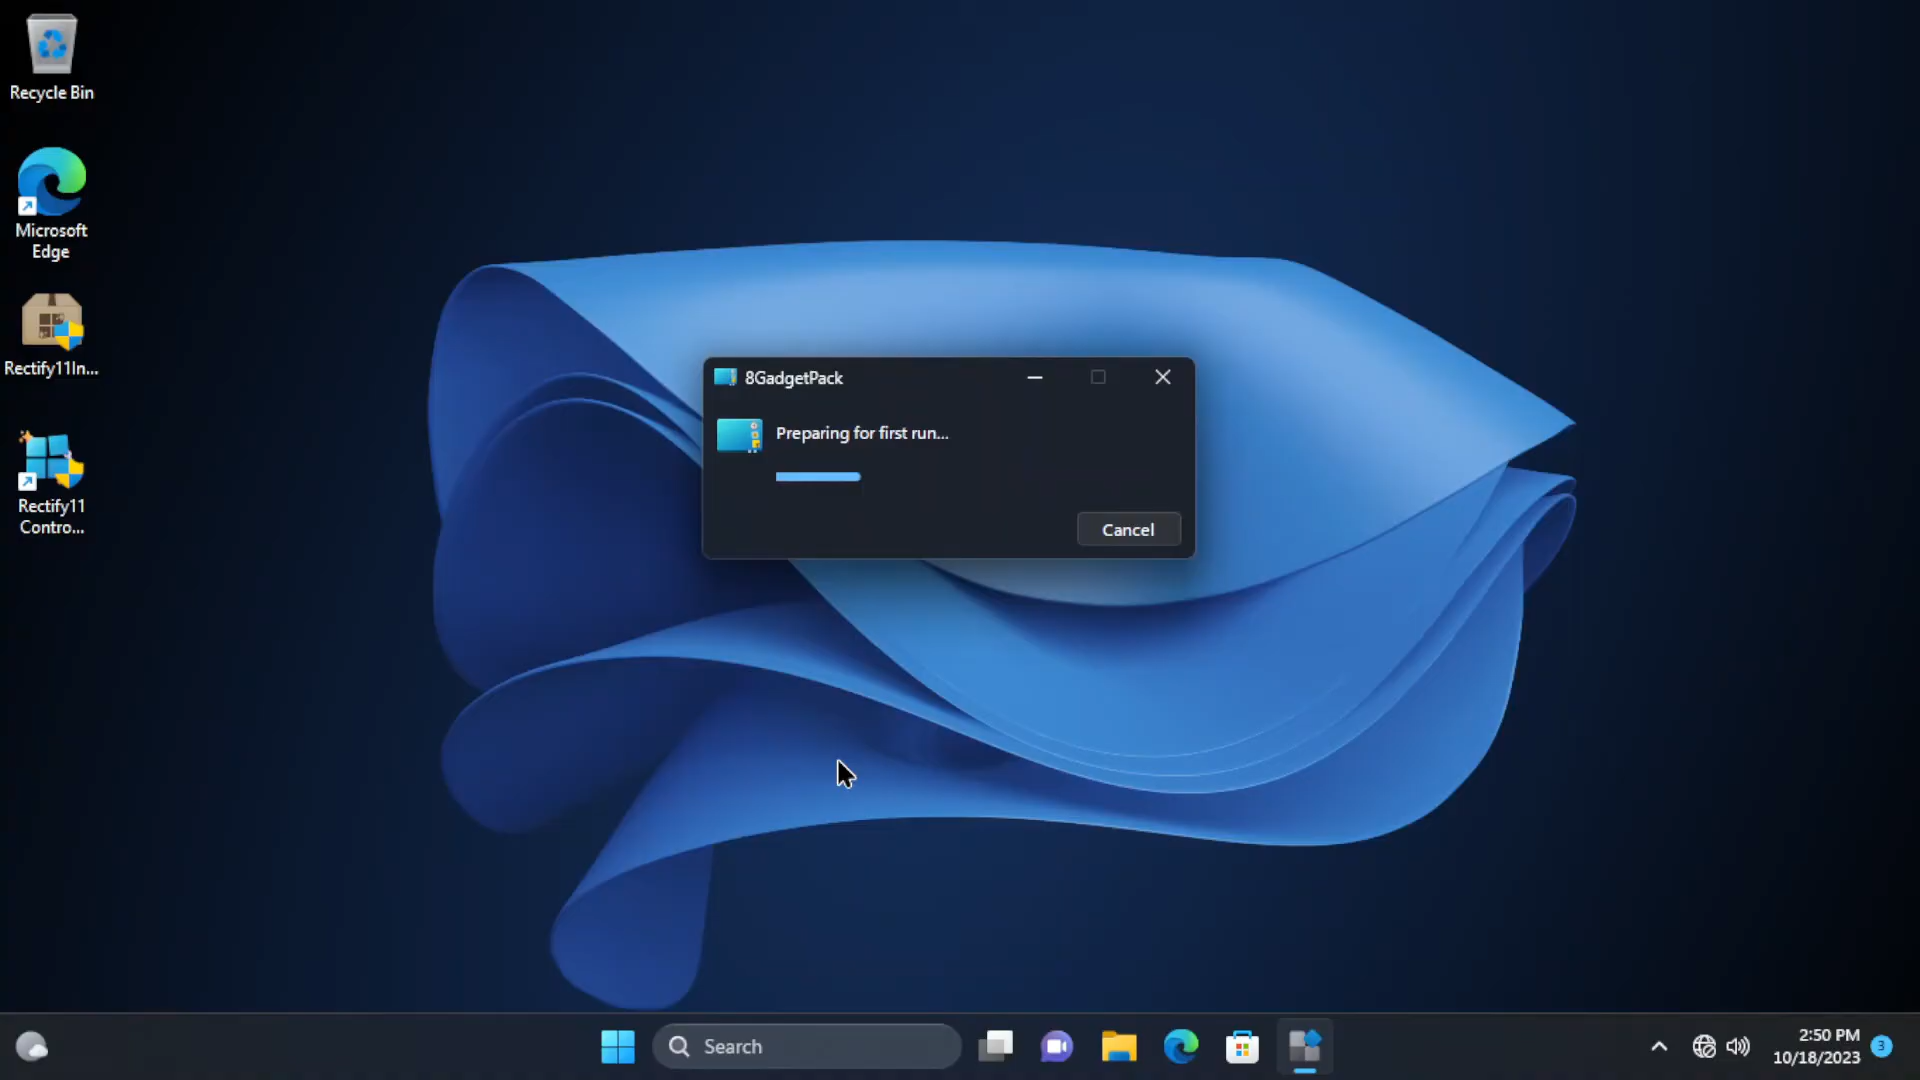 Recycle Bin
Microsoft
Edge
Rectify11In...
Rectify11
Contro...
8GadgetPack
Preparing for first run...
Cancel
Search
2:50 PM
10/18/2023
3